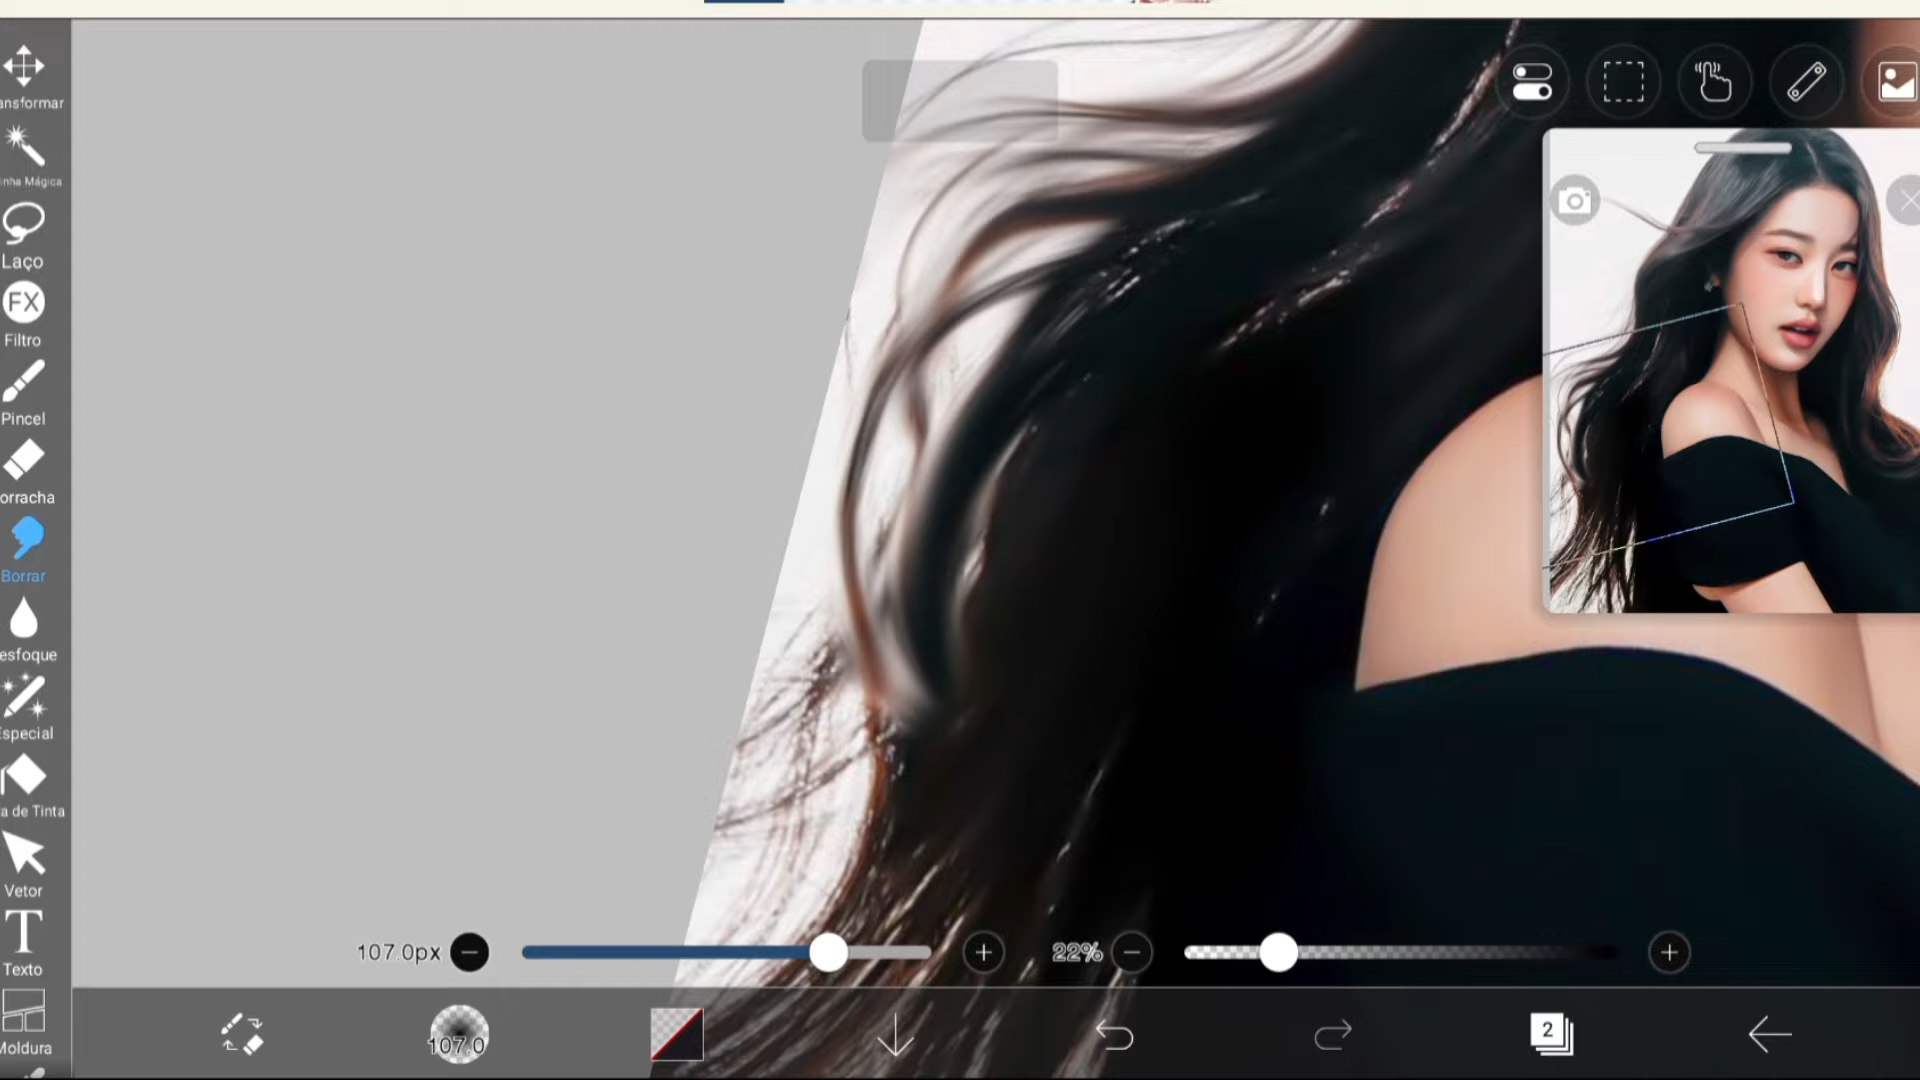 ansformar
inha Mágica
Laço
FX
Filtro
Pincel
orracha
Borrar
esfoque
Especial
a de Tinta
Vetor
T
Texto
Moldura
107.0px
22%
107.0
2